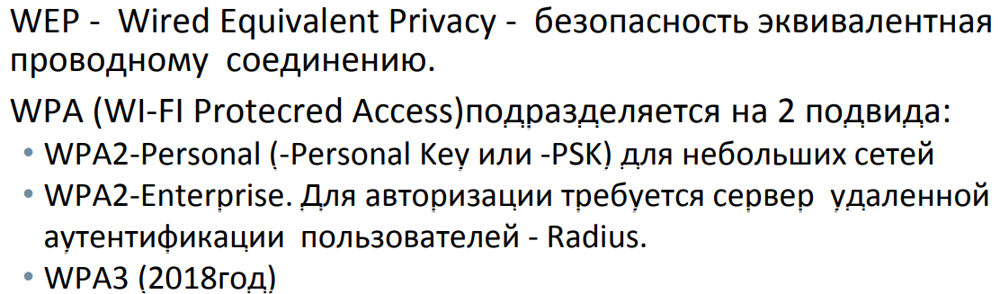 WEP - Wired Equivalent Privacy - безопасность эквивалентная
проводному соединению.
WPA (WI-FI Protecred Access)подразделяется на 2 подвида:
• WPA2-Personal (-Personal Key или -PSK) для небольших сетей
• WPA2-Enterprise. Для авторизации требуется сервер удаленной
аутентификации пользователей - Radius.
• WPA3 (2018год)